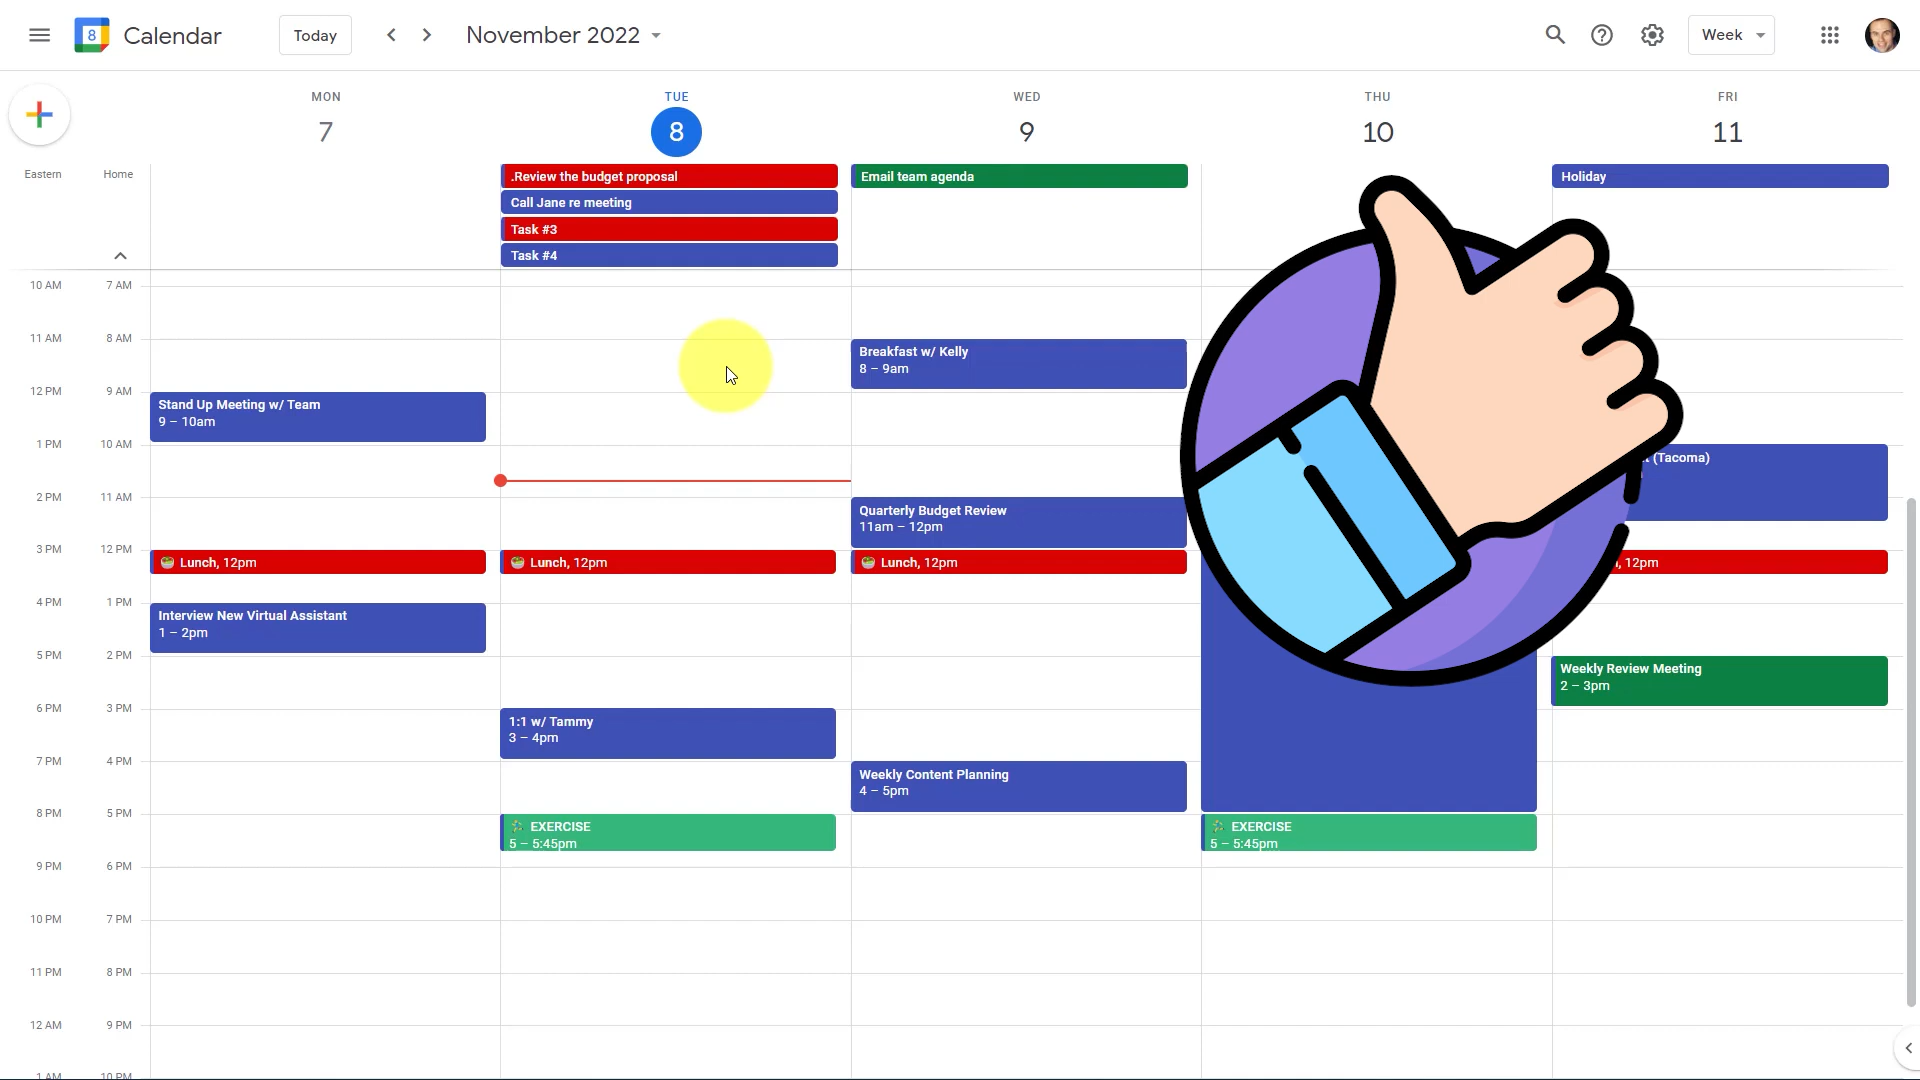 8 Calendar Today November 2022 Week
MON TUE WED THU FRI
7 8 9 10 11
Eastern Home
.Review the budget proposal
Call Jane re meeting
Task #3
Task #4
Email team agenda
Holiday
10 AM 7 AM
11 AM 8 AM
12 PM 9 AM
1 PM 10 AM
2 PM 11 AM
3 PM 12 PM
4 PM 1 PM
5 PM 2 PM
6 PM 3 PM
7 PM 4 PM
8 PM 5 PM
9 PM 6 PM
10 PM 7 PM
11 PM 8 PM
12 AM 9 PM
1 AM 10 PM
Stand Up Meeting w/ Team
9 – 10am
Lunch, 12pm
Interview New Virtual Assistant
1 – 2pm
Lunch, 12pm
1:1 w/ Tammy
3 – 4pm
EXERCISE
5 – 5:45pm
Breakfast w/ Kelly
8 – 9am
Quarterly Budget Review
11am – 12pm
Lunch, 12pm
Weekly Content Planning
4 – 5pm
EXERCISE
5 – 5:45pm
(Tacoma)
12pm
Weekly Review Meeting
2 – 3pm